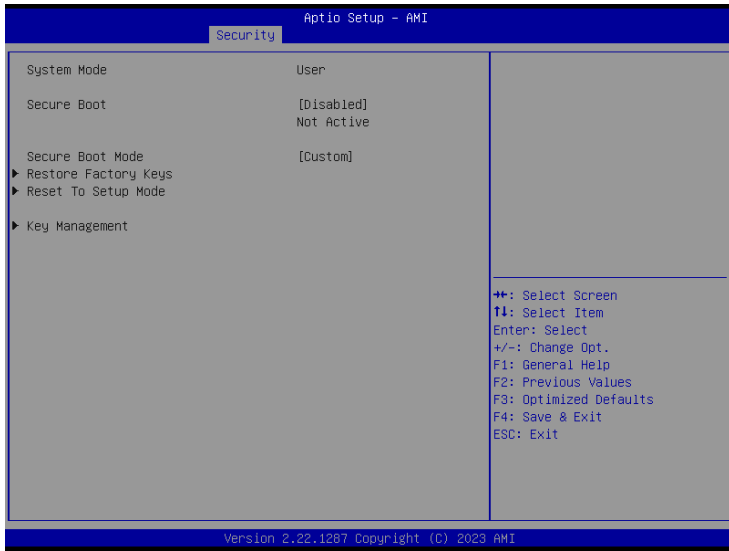 Aptio Setup – AMI
Security
System Mode User
Secure Boot [Disabled]
Not Active
Secure Boot Mode [Custom]
Restore Factory Keys
Reset To Setup Mode
Key Management
→←: Select Screen
↑↓: Select Item
Enter: Select
+/-: Change Opt.
F1: General Help
F2: Previous Values
F3: Optimized Defaults
F4: Save & Exit
ESC: Exit
Version 2.22.1287 Copyright (C) 2023 AMI